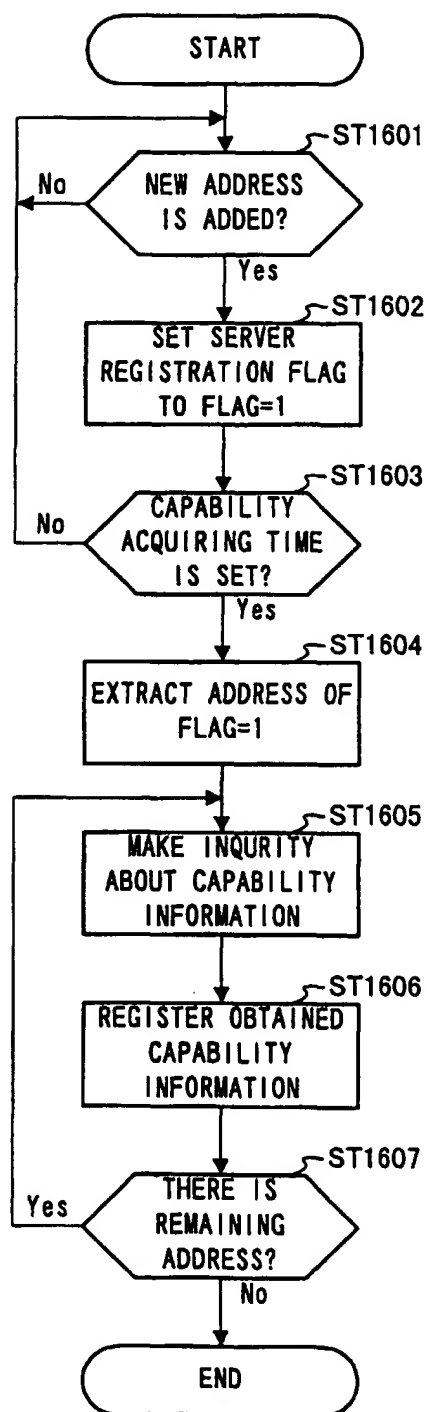 START
ST1601
NEW ADDRESS
IS ADDED?
No
Yes
ST1602
SET SERVER
REGISTRATION FLAG
TO FLAG=1
ST1603
CAPABILITY
ACQUIRING TIME
IS SET?
No
Yes
ST1604
EXTRACT ADDRESS OF
FLAG=1
ST1605
MAKE INQURITY
ABOUT CAPABILITY
INFORMATION
ST1606
REGISTER OBTAINED
CAPABILITY
INFORMATION
ST1607
THERE IS
REMAINING
ADDRESS?
Yes
No
END